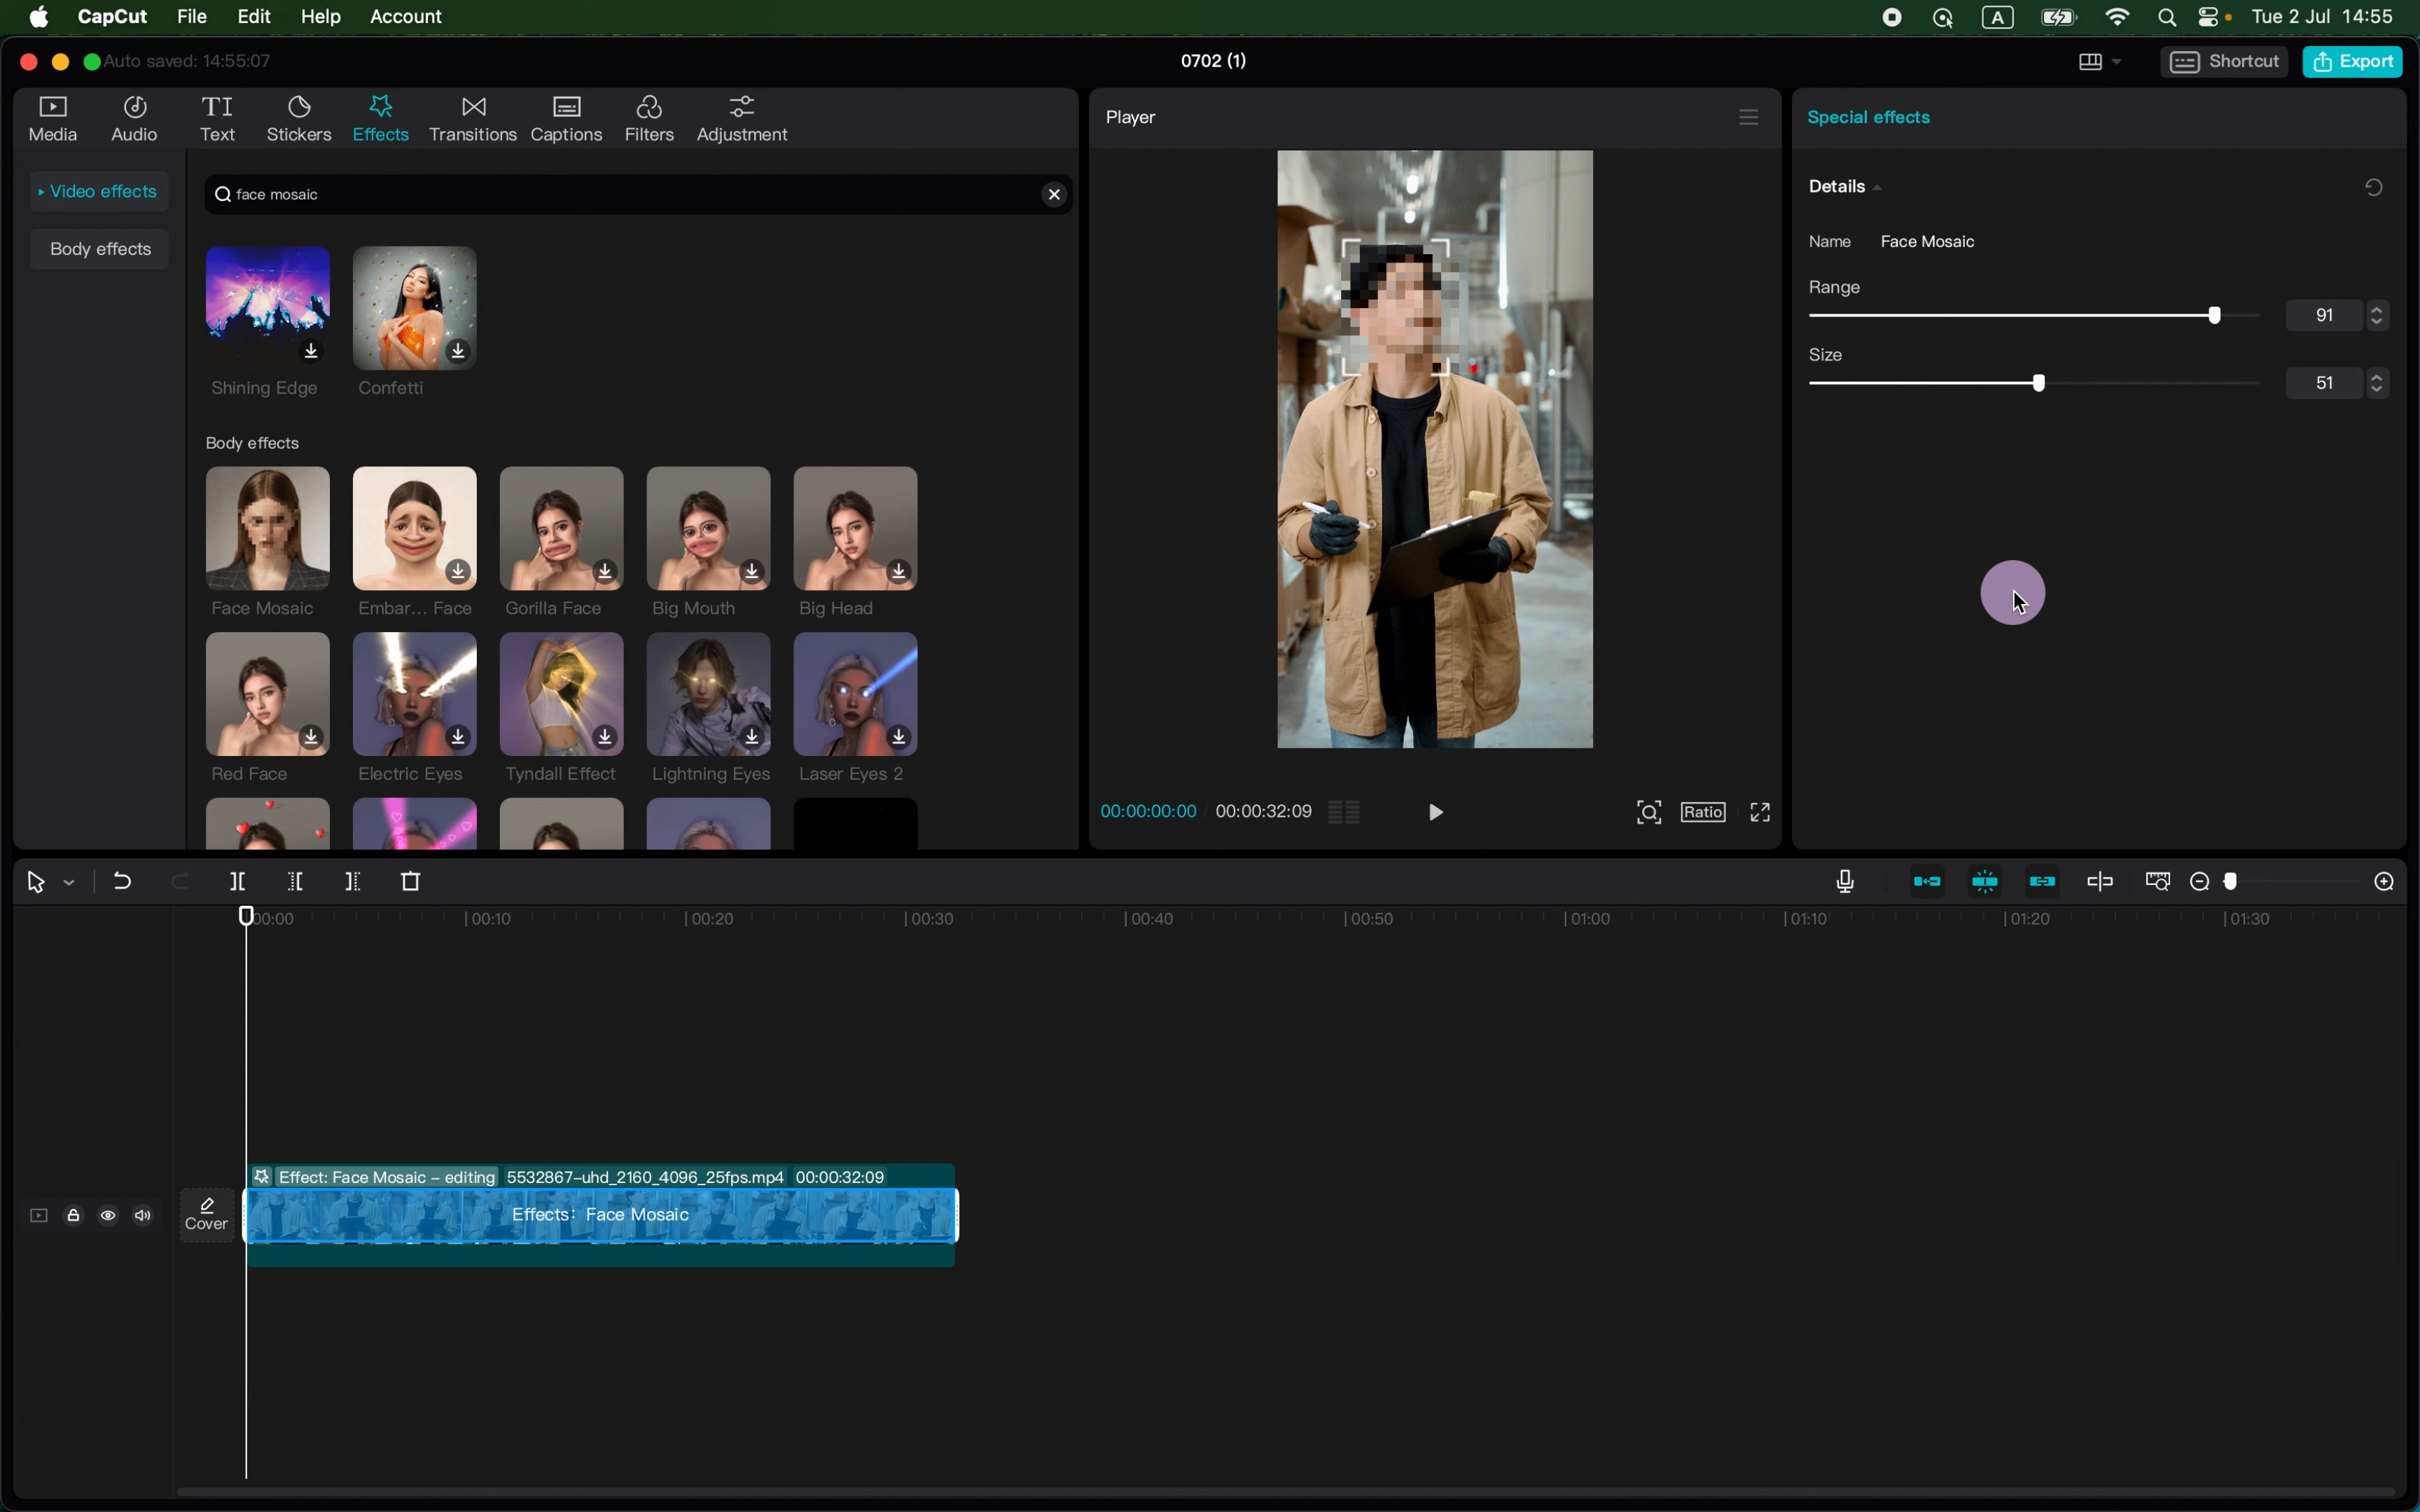 CapCut File Edit Help Account
A Tue 2 Jul 14:55
Auto saved: 14:55:07
0702 (1)
Shortcut
Export
Media Audio Text Stickers Effects Transitions Captions Filters Adjustment
Video effects
Body effects
face mosaic
Shining Edge
Confetti
Body effects
Face Mosaic
Embar... Face
Gorilla Face
Big Mouth
Big Head
Red Face
Electric Eyes
Tyndall Effect
Lightning Eyes
Laser Eyes 2
Player
00:00:00:00 00:00:32:09
Ratio
Special effects
Details
Name Face Mosaic
Range
91
Size
51
00:00 00:10 00:20 00:30 00:40 00:50 01:00 01:10 01:20 01:30
Effect: Face Mosaic – editing 5532867-uhd_2160_4096_25fps.mp4 00:00:32:09
Cover
Effects: Face Mosaic